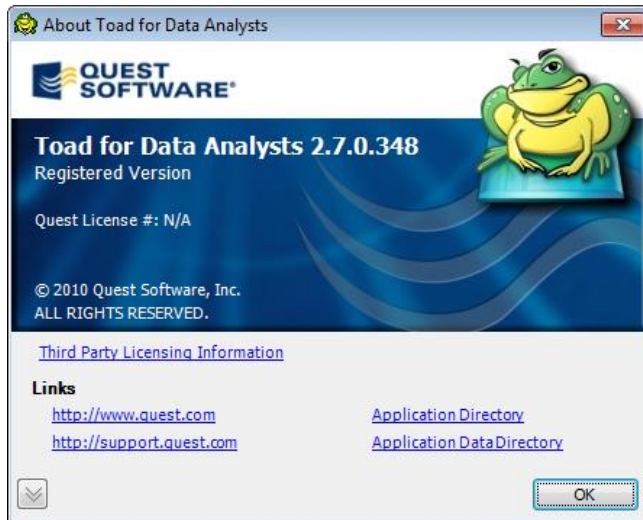 About Toad for Data Analysts
QUEST
SOFTWARE®
Toad for Data Analysts 2.7.0.348
Registered Version
Quest License #: N/A
© 2010 Quest Software, Inc.
ALL RIGHTS RESERVED.
Third Party Licensing Information
Links
http://www.quest.com Application Directory
http://support.quest.com Application Data Directory
OK